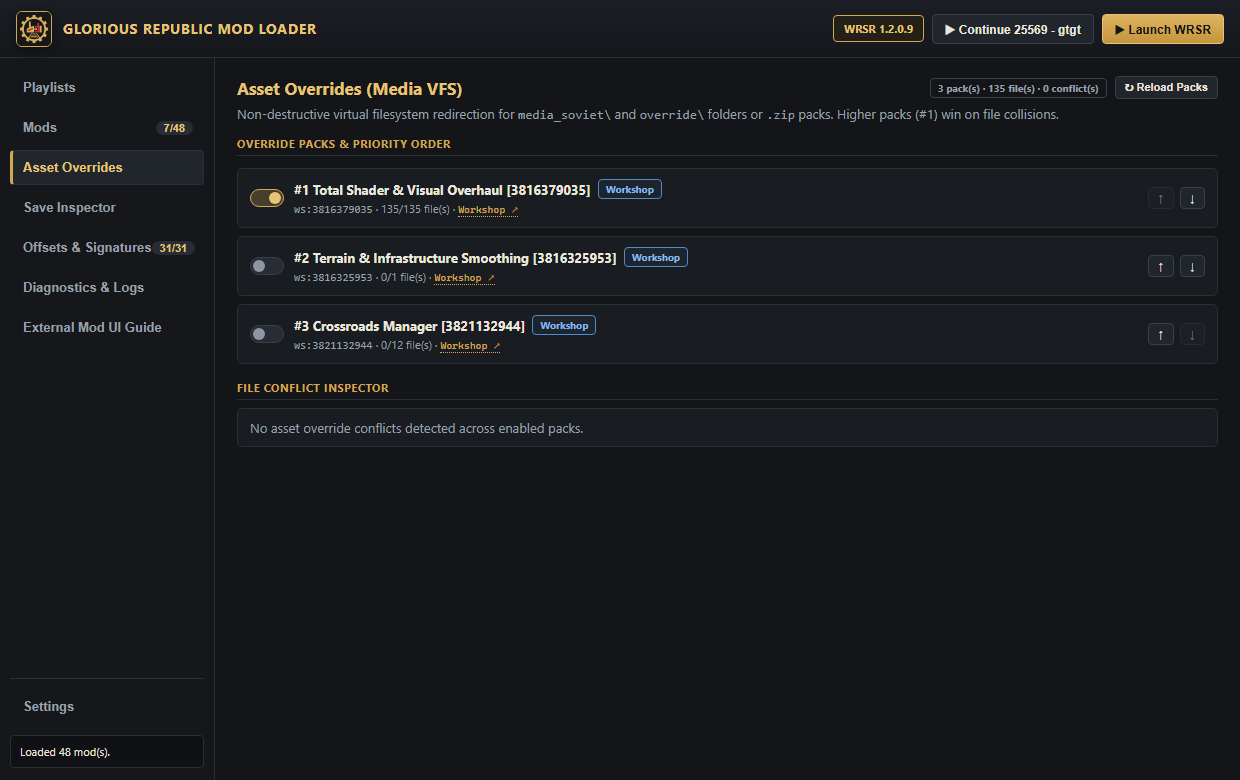 GLORIOUS REPUBLIC MOD LOADER
WRSR 1.2.0.9
▶ Continue 25569 - gtgt
▶ Launch WRSR
Playlists
Mods 7/48
Asset Overrides
Save Inspector
Offsets & Signatures 31/31
Diagnostics & Logs
External Mod UI Guide
Settings
Loaded 48 mod(s).
Asset Overrides (Media VFS)
3 pack(s) · 135 file(s) · 0 conflict(s)
↻ Reload Packs
Non-destructive virtual filesystem redirection for media_soviet\ and override\ folders or .zip packs. Higher packs (#1) win on file collisions.
OVERRIDE PACKS & PRIORITY ORDER
#1 Total Shader & Visual Overhaul [3816379035] Workshop
ws:3816379035 · 135/135 file(s) · Workshop ↗
↑ ↓
#2 Terrain & Infrastructure Smoothing [3816325953] Workshop
ws:3816325953 · 0/1 file(s) · Workshop ↗
↑ ↓
#3 Crossroads Manager [3821132944] Workshop
ws:3821132944 · 0/12 file(s) · Workshop ↗
↑ ↓
FILE CONFLICT INSPECTOR
No asset override conflicts detected across enabled packs.